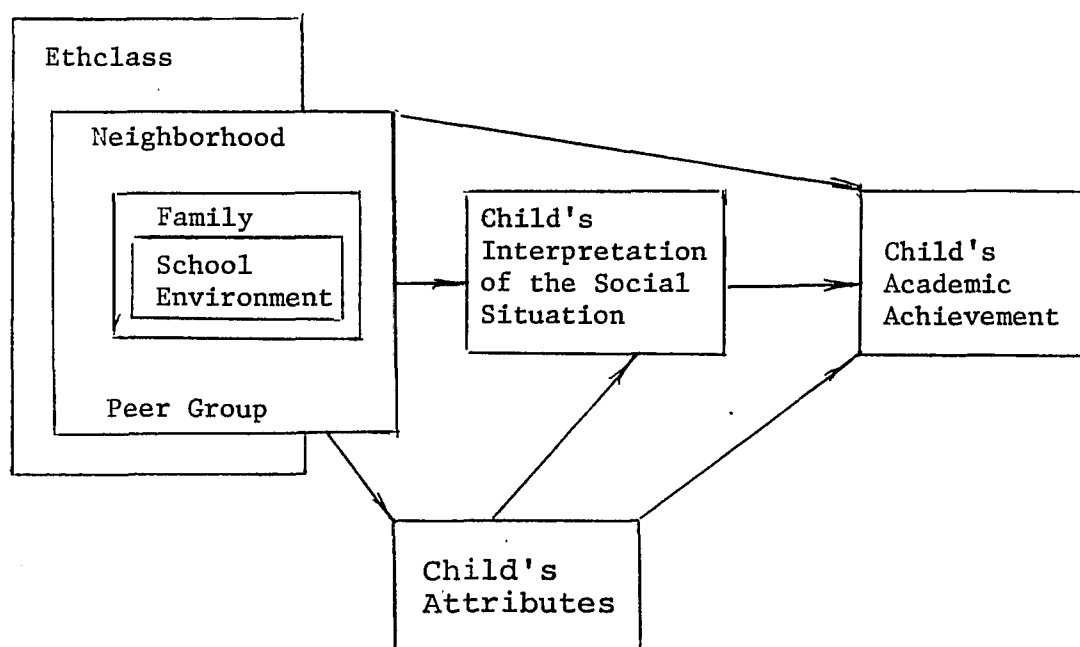 Ethclass
Neighborhood
Family
School
Environment
Peer Group
Child's
Interpretation
of the Social
Situation
Child's
Academic
Achievement
Child's
Attributes